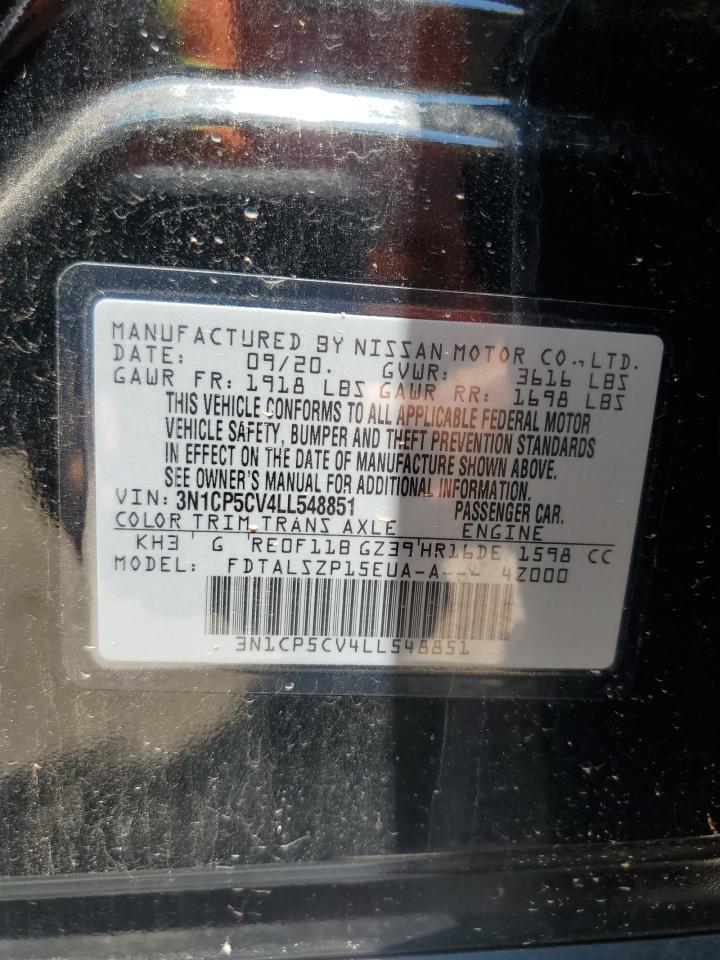 MANUFACTURED BY NISSAN MOTOR CO., LTD.
DATE: 09/20. GVWR: 3616 LBS
GAWR FR: 1918 LBS GAWR RR: 1698 LBS
THIS VEHICLE CONFORMS TO ALL APPLICABLE FEDERAL MOTOR
VEHICLE SAFETY, BUMPER AND THEFT PREVENTION STANDARDS
IN EFFECT ON THE DATE OF MANUFACTURE SHOWN ABOVE.
SEE OWNER'S MANUAL FOR ADDITIONAL INFORMATION.
VIN: 3N1CP5CV4LL548851 PASSENGER CAR.
COLOR TRIM TRANS AXLE ENGINE
KH3 G RE0F11B GZ39 HR16DE 1598 CC
MODEL: FDTALSZP15EUA-A--L 4Z000
3N1CP5CV4LL548851